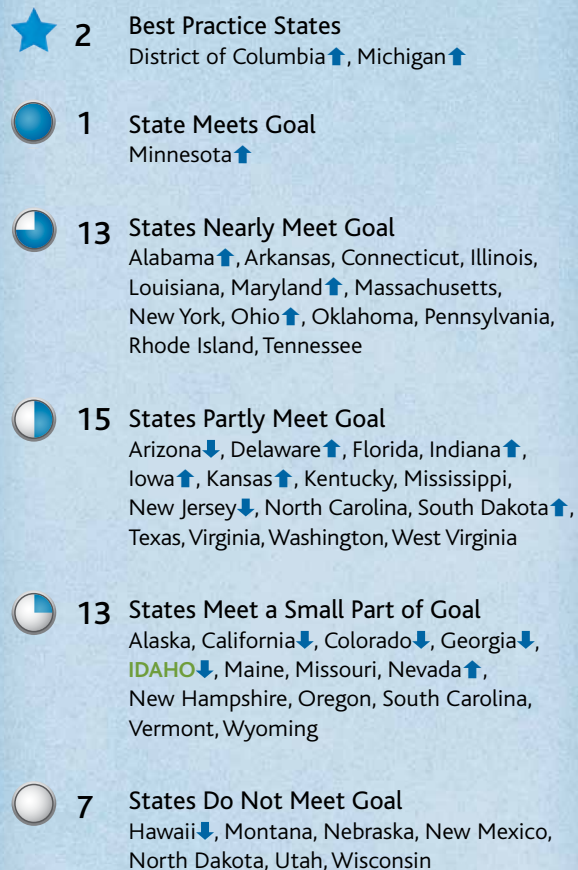 2 Best Practice States
District of Columbia⬆, Michigan⬆
1 State Meets Goal
Minnesota⬆
13 States Nearly Meet Goal
Alabama⬆, Arkansas, Connecticut, Illinois,
Louisiana, Maryland⬆, Massachusetts,
New York, Ohio⬆, Oklahoma, Pennsylvania,
Rhode Island, Tennessee
15 States Partly Meet Goal
Arizona⬇, Delaware⬆, Florida, Indiana⬆,
Iowa⬆, Kansas⬆, Kentucky, Mississippi,
New Jersey⬇, North Carolina, South Dakota⬆,
Texas, Virginia, Washington, West Virginia
13 States Meet a Small Part of Goal
Alaska, California⬇, Colorado⬇, Georgia⬇,
IDAHO⬇, Maine, Missouri, Nevada⬆,
New Hampshire, Oregon, South Carolina,
Vermont, Wyoming
7 States Do Not Meet Goal
Hawaii⬇, Montana, Nebraska, New Mexico,
North Dakota, Utah, Wisconsin